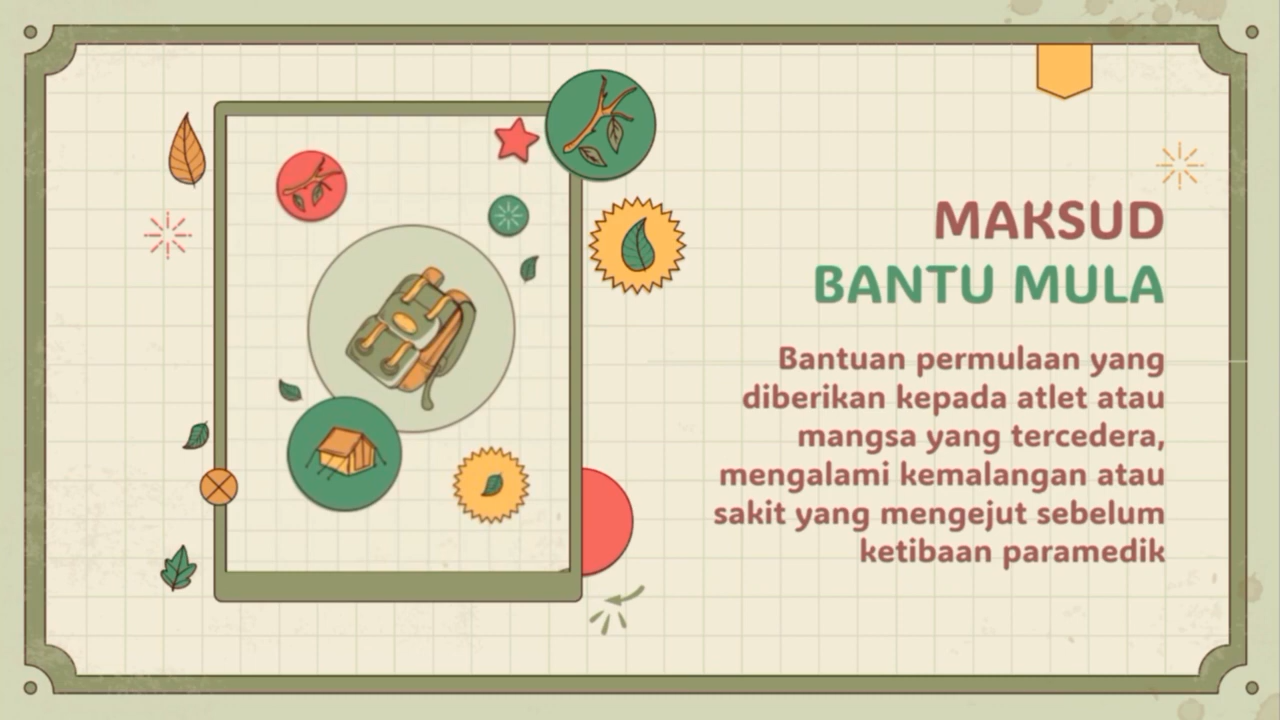 MAKSUD
BANTU MULA
Bantuan permulaan yang
diberikan kepada atlet atau
mangsa yang tercedera,
mengalami kemalangan atau
sakit yang mengejut sebelum
ketibaan paramedik